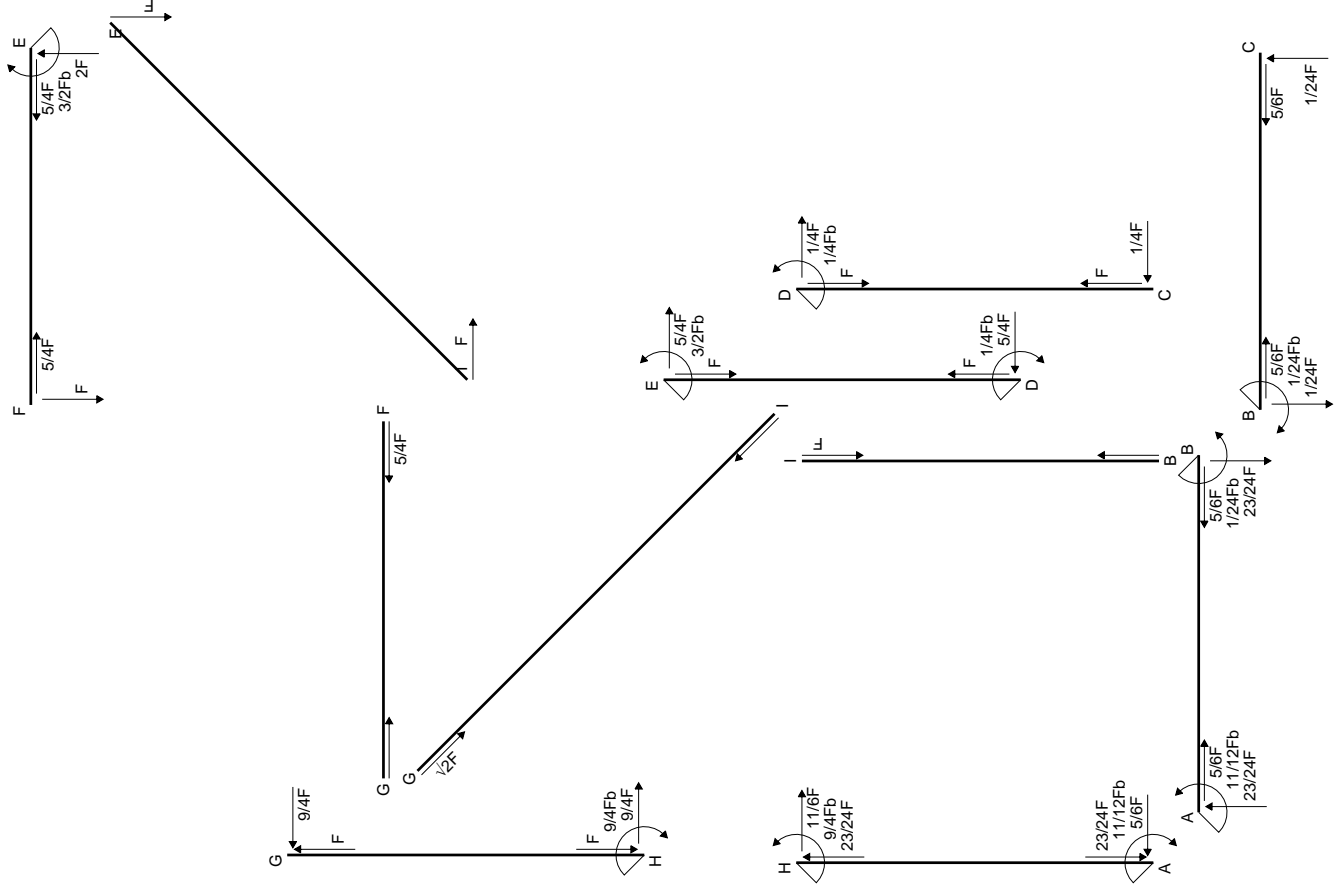 E
5/4F
3/2Fb
2F
F
5/4F
F
E
F
I
F
F
5/4F
G
G
√2F
I
G
9/4F
F
F
9/4Fb
9/4F
H
E
5/4F
3/2Fb
F
F
1/4Fb
5/4F
D
D
1/4F
1/4Fb
F
F
1/4F
C
I
F
B
H
11/6F
9/4Fb
23/24F
23/24F
11/12Fb
5/6F
A
B
5/6F
1/24Fb
23/24F
A
5/6F
11/12Fb
23/24F
C
5/6F
1/24F
B
5/6F
1/24Fb
1/24F